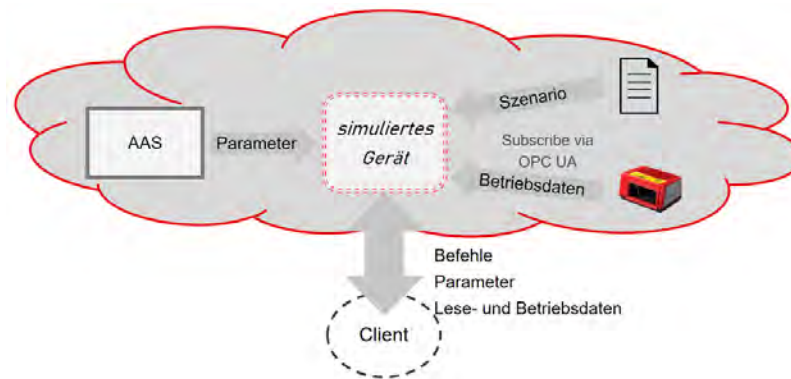 AAS
Parameter
simuliertes
Gerät
Szenario
Subscribe via
OPC UA
Betriebsdaten
Befehle
Parameter
Lese- und Betriebsdaten
Client